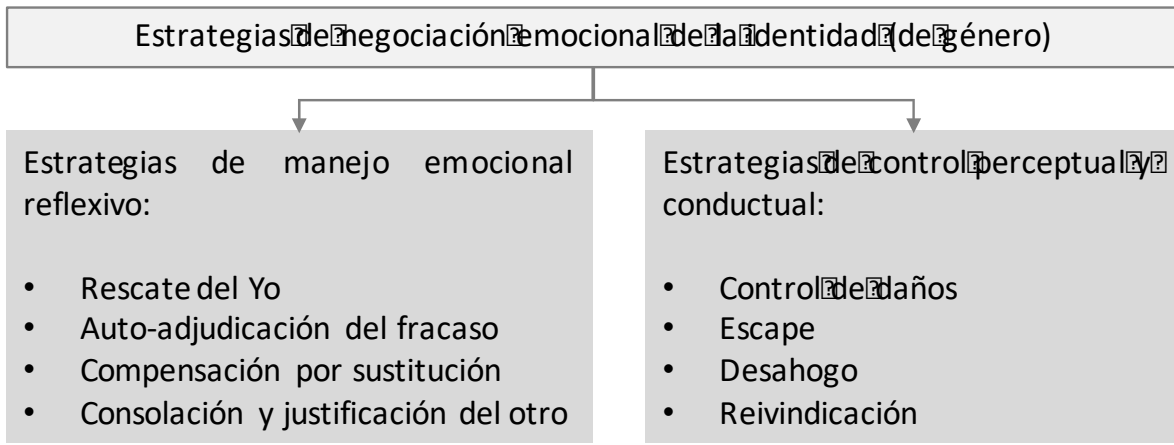 Estrategias de negociación emocional de la identidad (de género)
Estrategias de manejo emocional
reflexivo:
• Rescate del Yo
• Auto-adjudicación del fracaso
• Compensación por sustitución
• Consolación y justificación del otro
Estrategias de control perceptual y
conductual:
• Control de daños
• Escape
• Desahogo
• Reivindicación